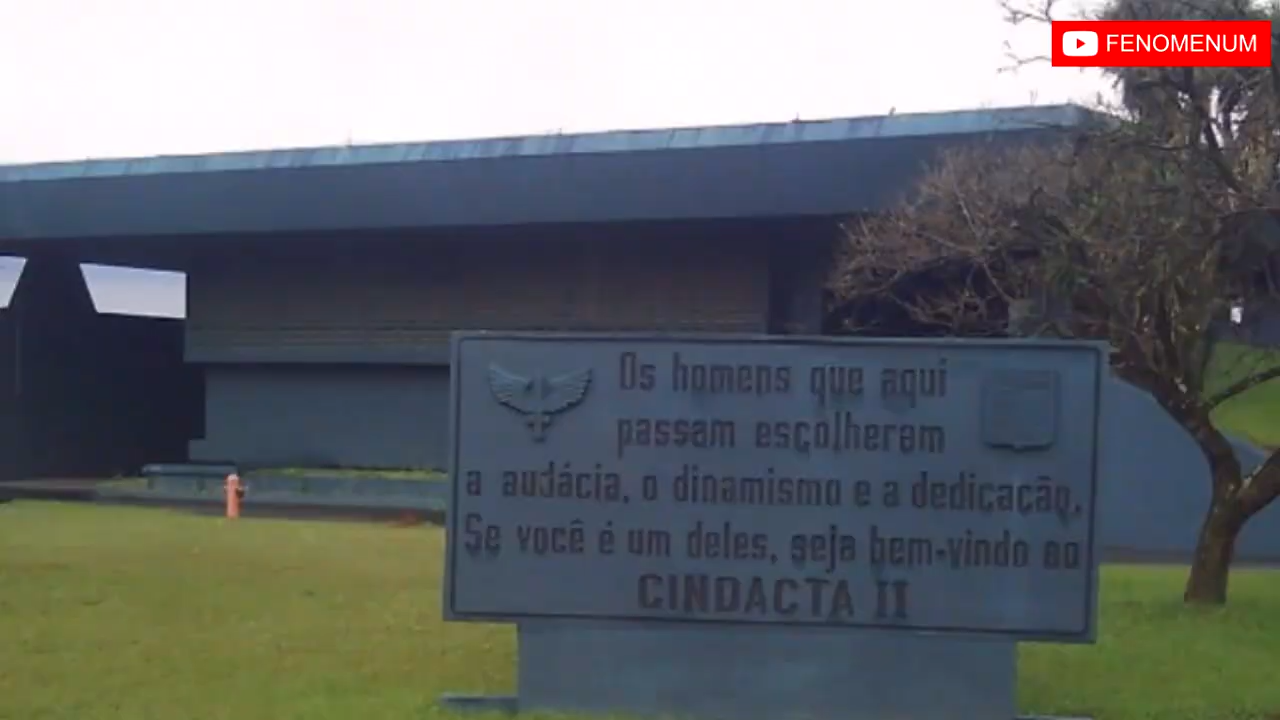 FENOMENUM
Os homens que aqui
passam escolheram
a audácia, o dinamismo e a dedicação.
Se você é um deles, seja bem-vindo ao
CINDACTA II